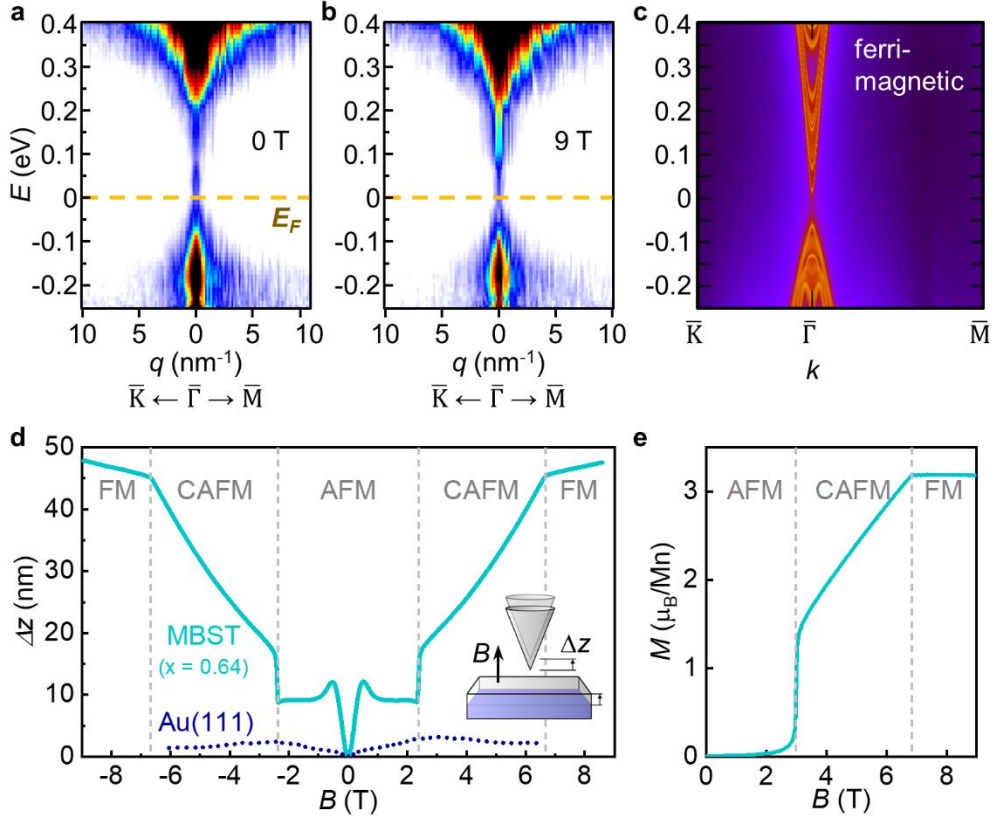 a
b
c
0.4
0.3
0.2
0.1
0
-0.1
-0.2
E (eV)
0 T
E_F
10 5 0 5 10
q (nm⁻¹)
K̅ ← Γ̅ → M̅
0.4
0.3
0.2
0.1
0
-0.1
-0.2
9 T
10 5 0 5 10
q (nm⁻¹)
K̅ ← Γ̅ → M̅
0.4
0.3
0.2
0.1
0
-0.1
-0.2
ferri-
magnetic
K̅ Γ̅ M̅
k
d
50
40
30
20
10
0
Δz (nm)
FM CAFM AFM CAFM FM
MBST
(x = 0.64)
Au(111)
B
Δz
-8 -6 -4 -2 0 2 4 6 8
B (T)
e
3
2
1
0
M (μ_B/Mn)
AFM CAFM FM
0 2 4 6 8
B (T)